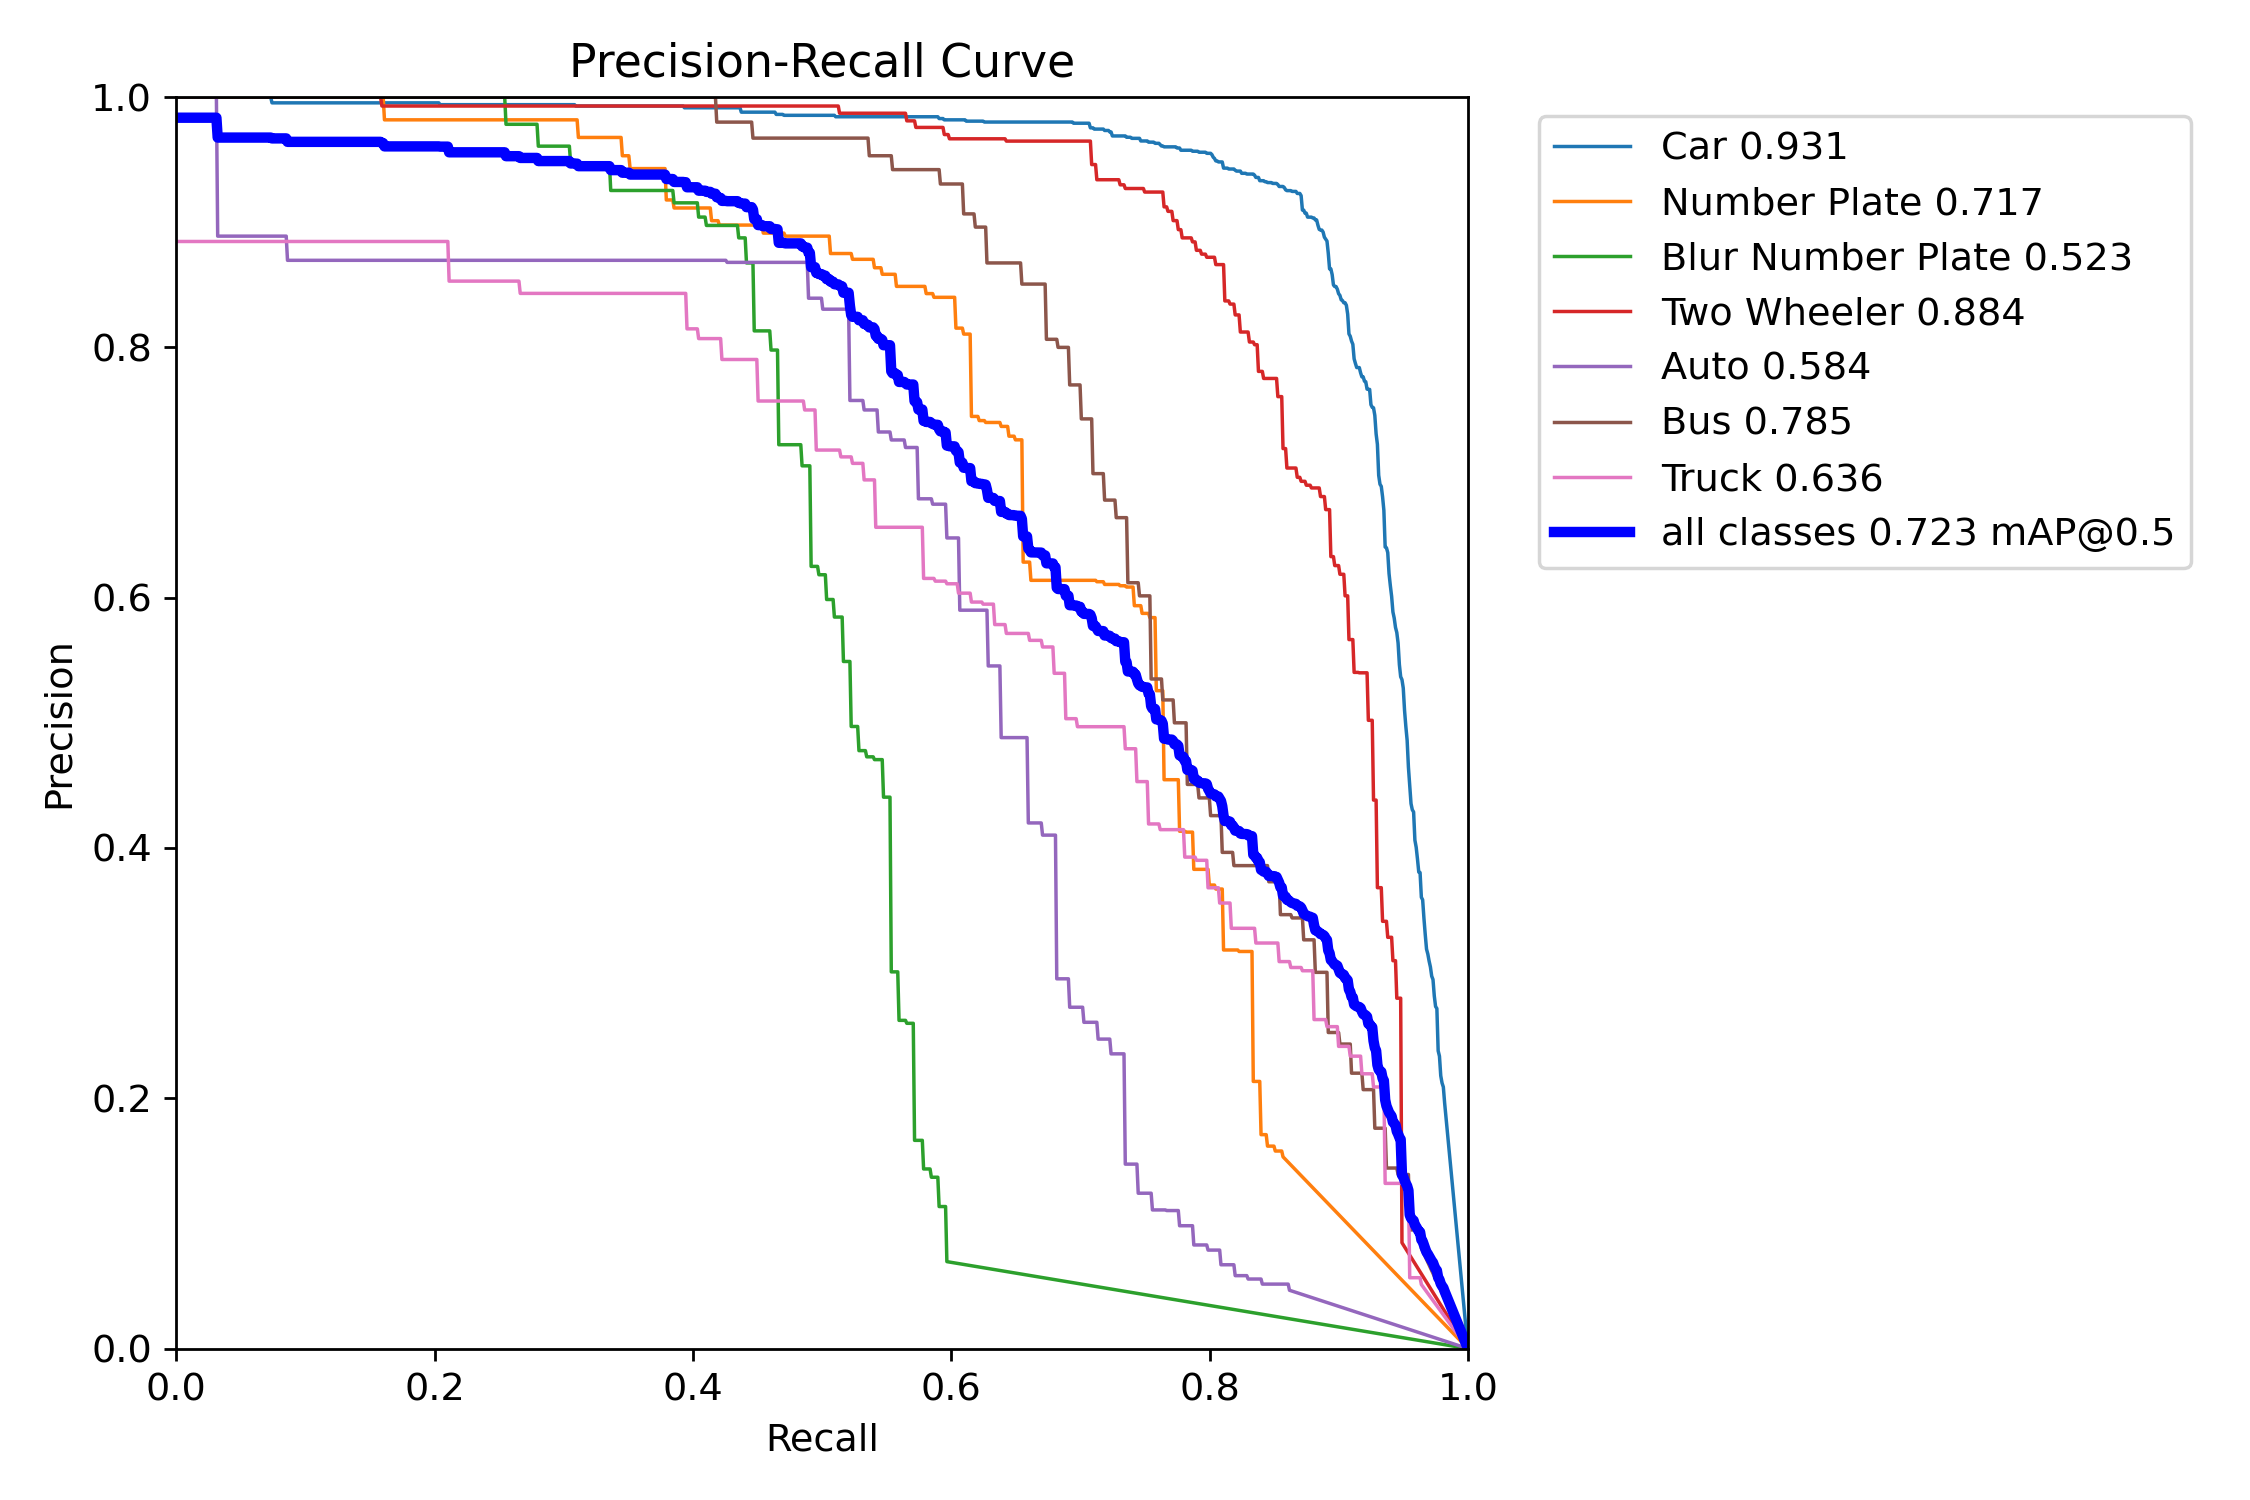 Precision-Recall Curve
1.0
0.8
0.6
0.4
0.2
0.0
Precision
0.0 0.2 0.4 0.6 0.8 1.0
Recall
Car 0.931
Number Plate 0.717
Blur Number Plate 0.523
Two Wheeler 0.884
Auto 0.584
Bus 0.785
Truck 0.636
all classes 0.723 mAP@0.5